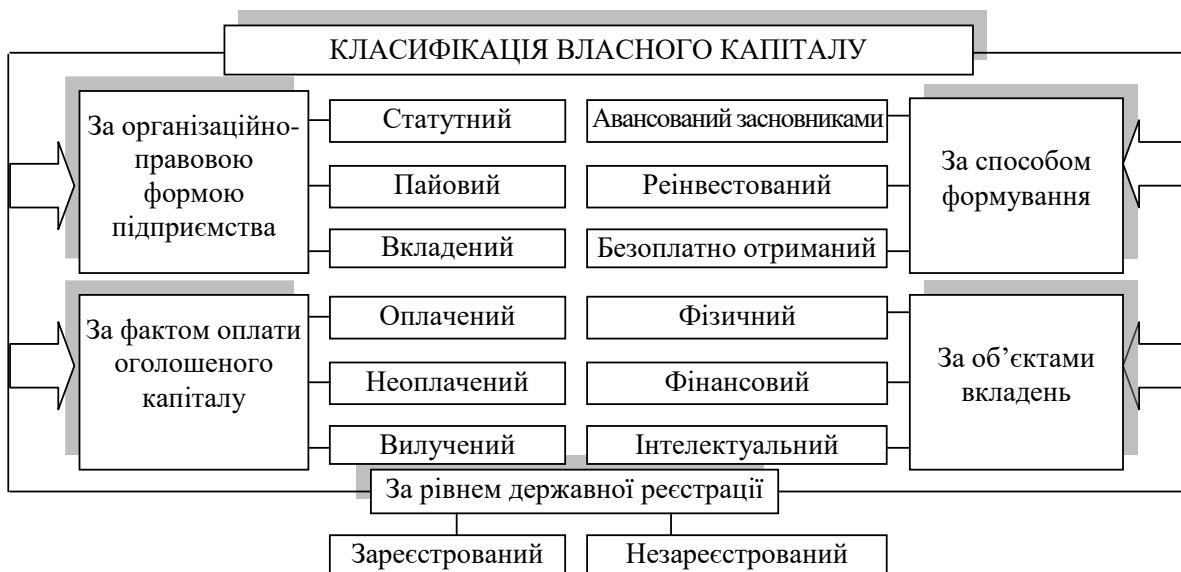 КЛАСИФІКАЦІЯ ВЛАСНОГО КАПІТАЛУ
За організаційно-
правовою
формою
підприємства
Статутний
Пайовий
Вкладений
Авансований засновниками
Реінвестований
Безоплатно отриманий
За способом
формування
За фактом оплати
оголошеного
капіталу
Оплачений
Неоплачений
Вилучений
Фізичний
Фінансовий
Інтелектуальний
За об’єктами
вкладень
За рівнем державної реєстрації
Зареєстрований
Незареєстрований